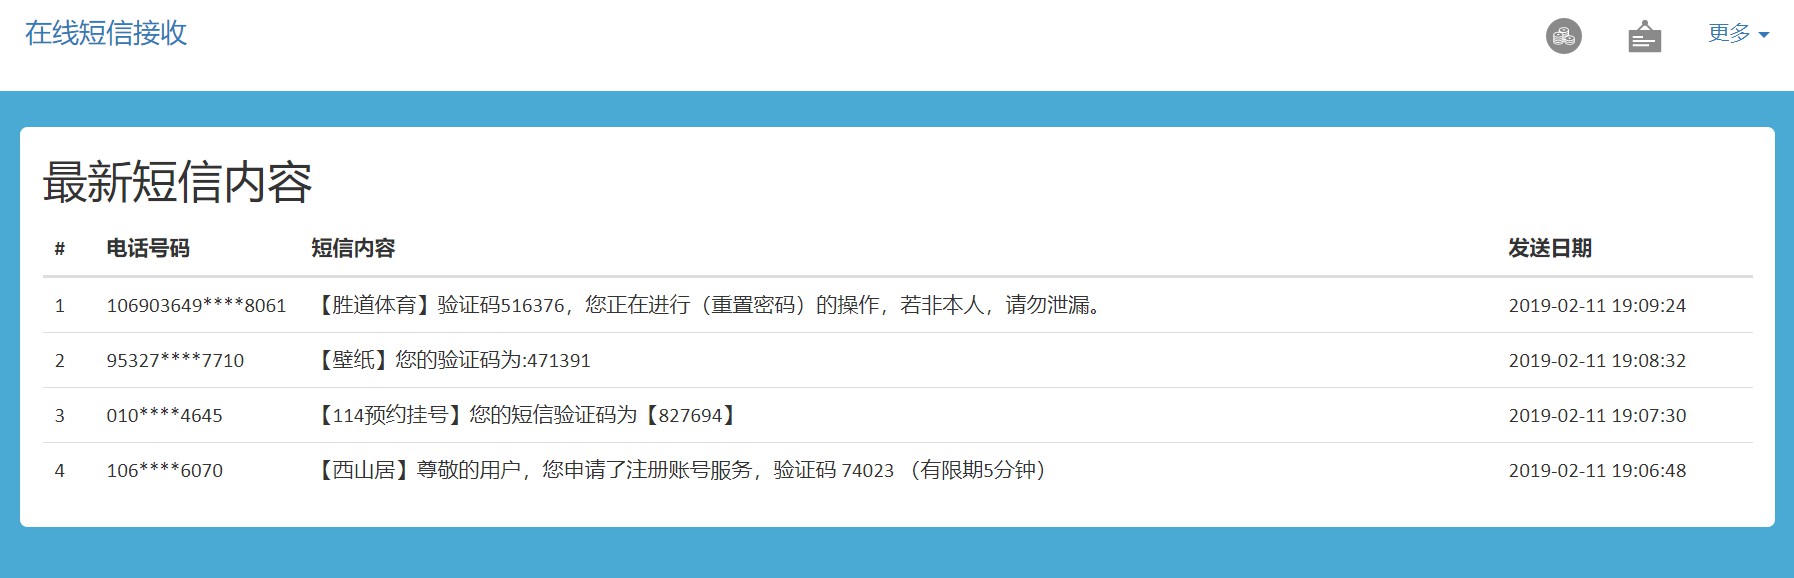 在线短信接收
更多
最新短信内容
# 电话号码 短信内容 发送日期
1 106903649****8061 【胜道体育】验证码516376，您正在进行（重置密码）的操作，若非本人，请勿泄漏。 2019-02-11 19:09:24
2 95327****7710 【壁纸】您的验证码为:471391 2019-02-11 19:08:32
3 010****4645 【114预约挂号】您的短信验证码为【827694】 2019-02-11 19:07:30
4 106****6070 【西山居】尊敬的用户，您申请了注册账号服务，验证码 74023 （有限期5分钟） 2019-02-11 19:06:48